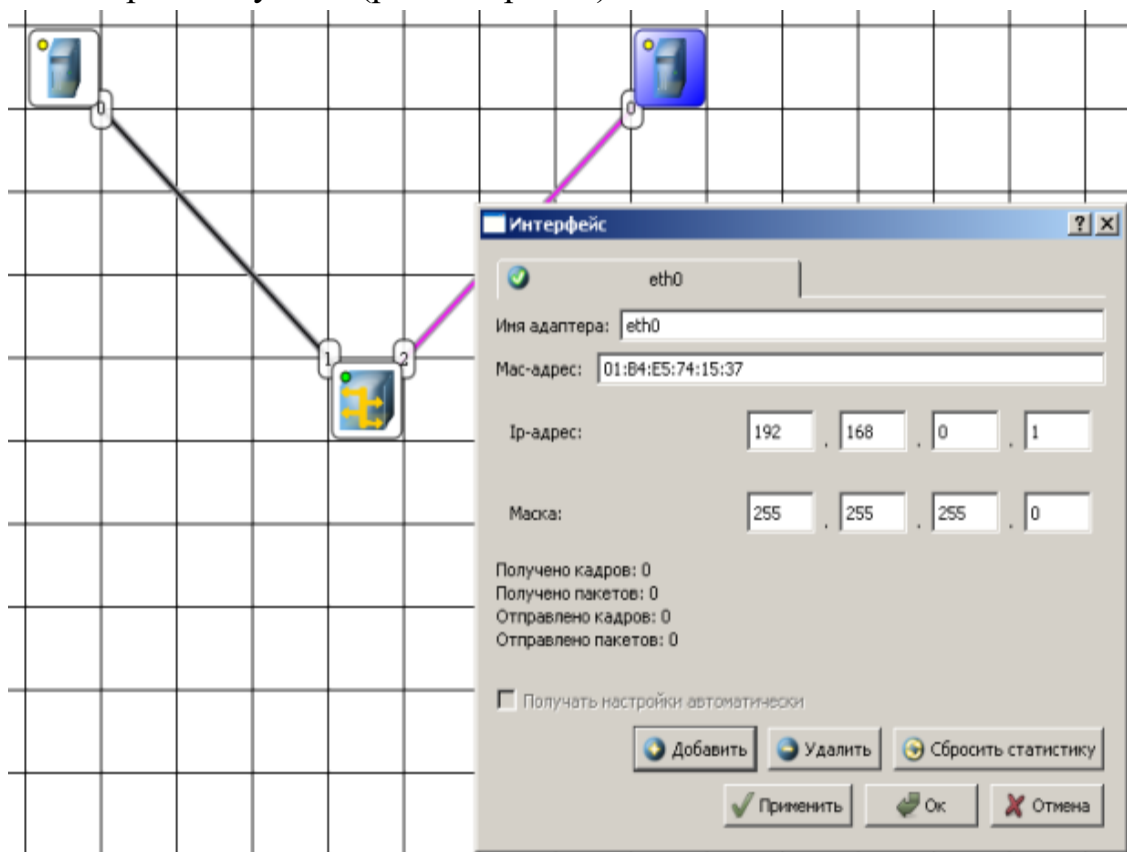 0
0
1
2
Интерфейс
eth0
Имя адаптера: eth0
Mac-адрес: 01:B4:E5:74:15:37
Ip-адрес: 192 . 168 . 0 . 1
Маска: 255 . 255 . 255 . 0
Получено кадров: 0
Получено пакетов: 0
Отправлено кадров: 0
Отправлено пакетов: 0
Получать настройки автоматически
Добавить Удалить Сбросить статистику
Применить Ок Отмена